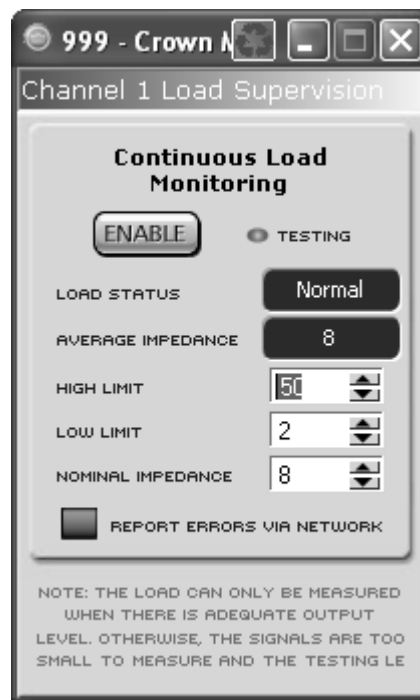 999 - Crown
Channel 1 Load Supervision
Continuous Load
Monitoring
ENABLE
TESTING
LOAD STATUS
Normal
AVERAGE IMPEDANCE
8
HIGH LIMIT
50
LOW LIMIT
2
NOMINAL IMPEDANCE
8
REPORT ERRORS VIA NETWORK
NOTE: THE LOAD CAN ONLY BE MEASURED
WHEN THERE IS ADEQUATE OUTPUT
LEVEL. OTHERWISE, THE SIGNALS ARE TOO
SMALL TO MEASURE AND THE TESTING LE